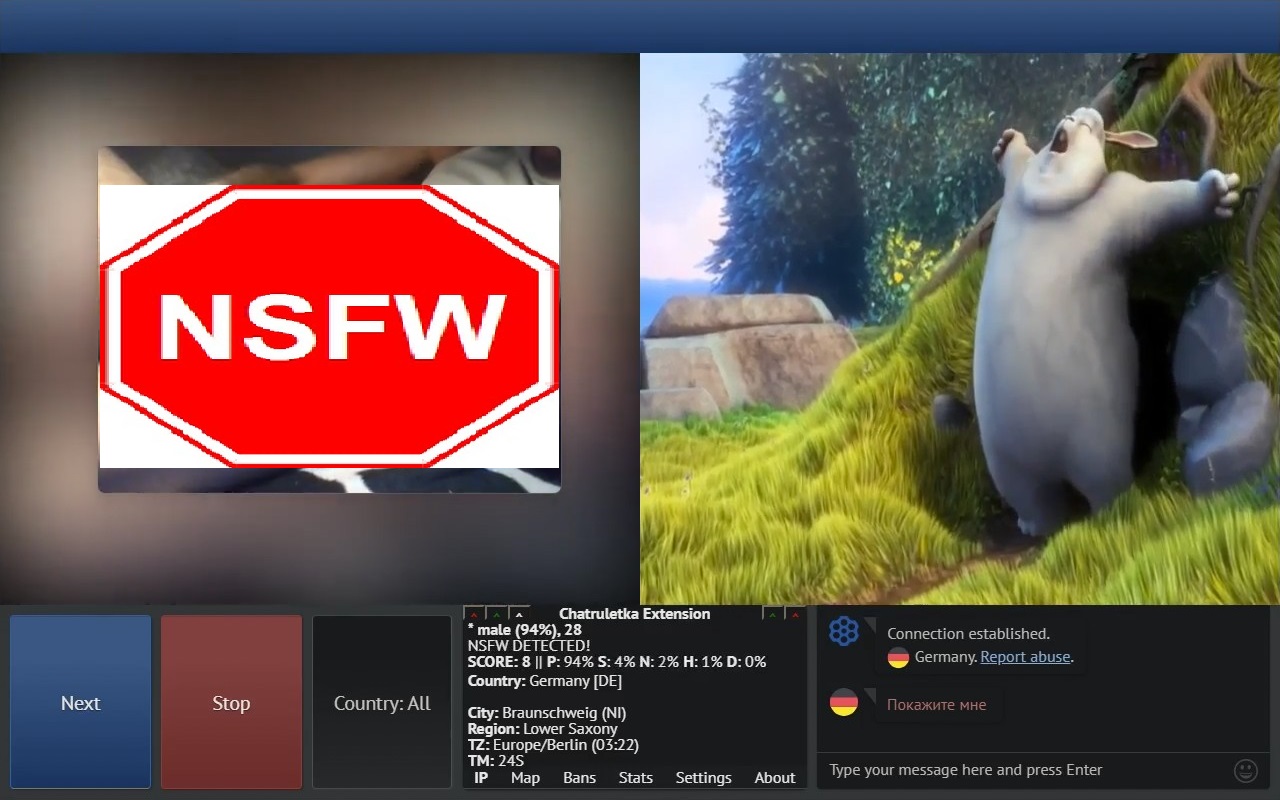 NSFW
Next
Stop
Country: All
Chatruletka Extension
* male (94%), 28
NSFW DETECTED!
SCORE: 8 || P: 94% S: 4% N: 2% H: 1% D: 0%
Country: Germany [DE]
City: Braunschweig (NI)
Region: Lower Saxony
TZ: Europe/Berlin (03:22)
TM: 24S
IP Map Bans Stats Settings About
Connection established.
Germany. Report abuse.
Покажите мне
Type your message here and press Enter